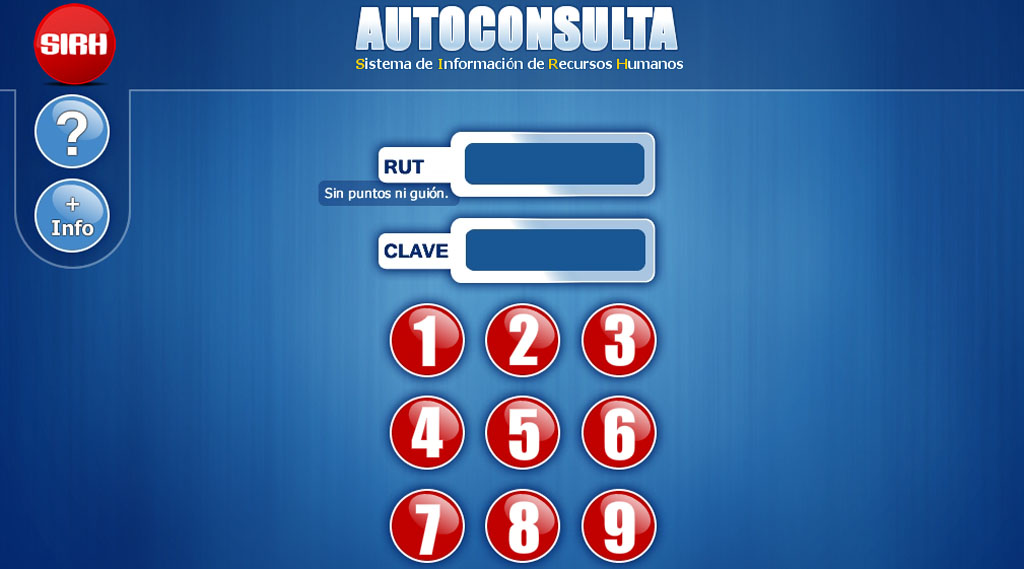 SIRH
AUTOCONSULTA
Sistema de Información de Recursos Humanos
?
+
Info
RUT
Sin puntos ni guión.
CLAVE
1 2 3
4 5 6
7 8 9